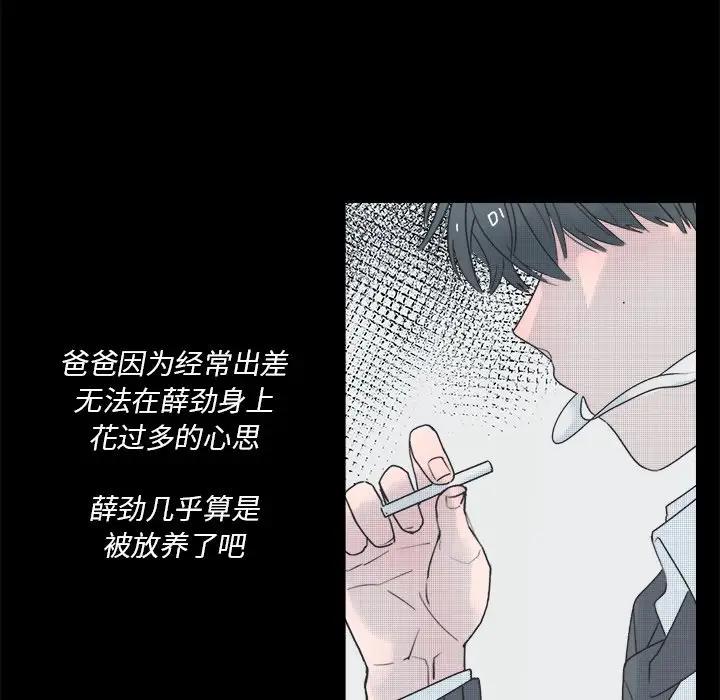 爸爸因为经常出差
无法在薛劲身上
花过多的心思
薛劲几乎算是
被放养了吧